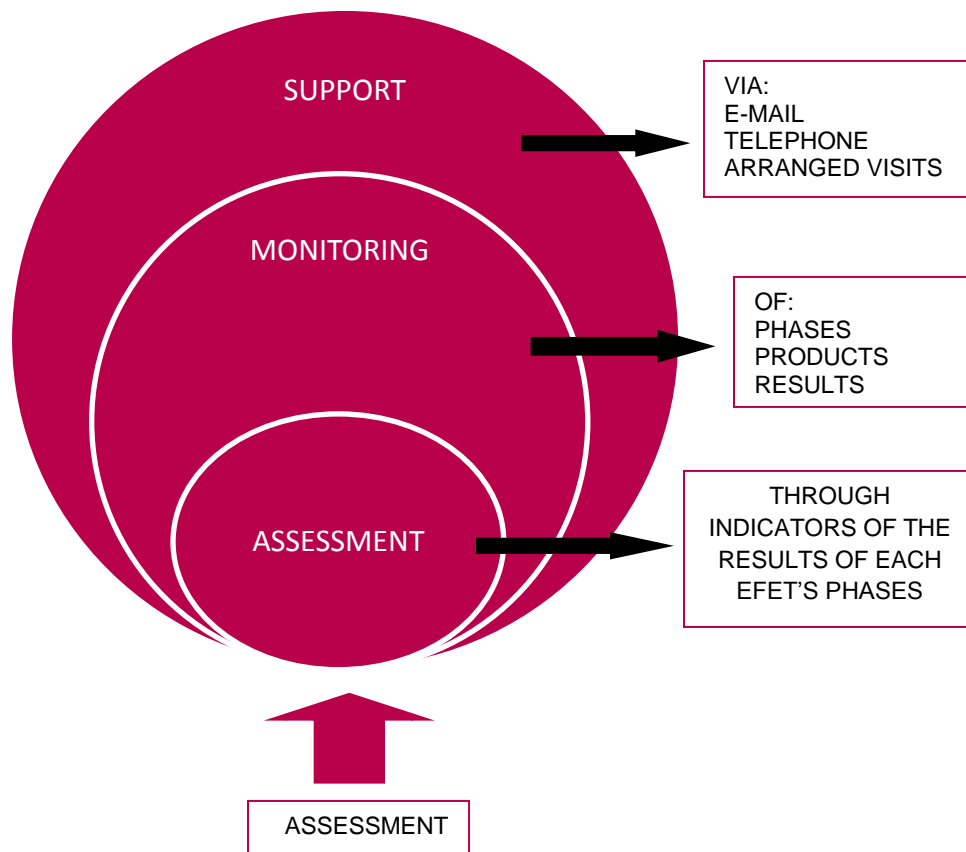 SUPPORT
VIA:
E-MAIL
TELEPHONE
ARRANGED VISITS
MONITORING
OF:
PHASES
PRODUCTS
RESULTS
ASSESSMENT
THROUGH
INDICATORS OF THE
RESULTS OF EACH
EFET’S PHASES
ASSESSMENT